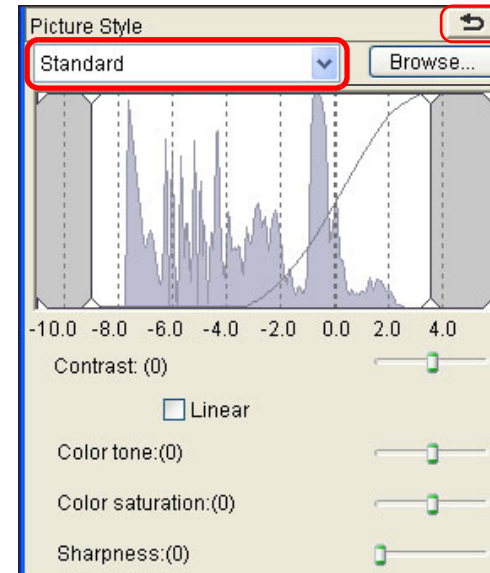 Picture Style
Standard
Browse...
-10.0 -8.0 -6.0 -4.0 -2.0 0.0 2.0 4.0
Contrast: (0)
Linear
Color tone:(0)
Color saturation:(0)
Sharpness:(0)